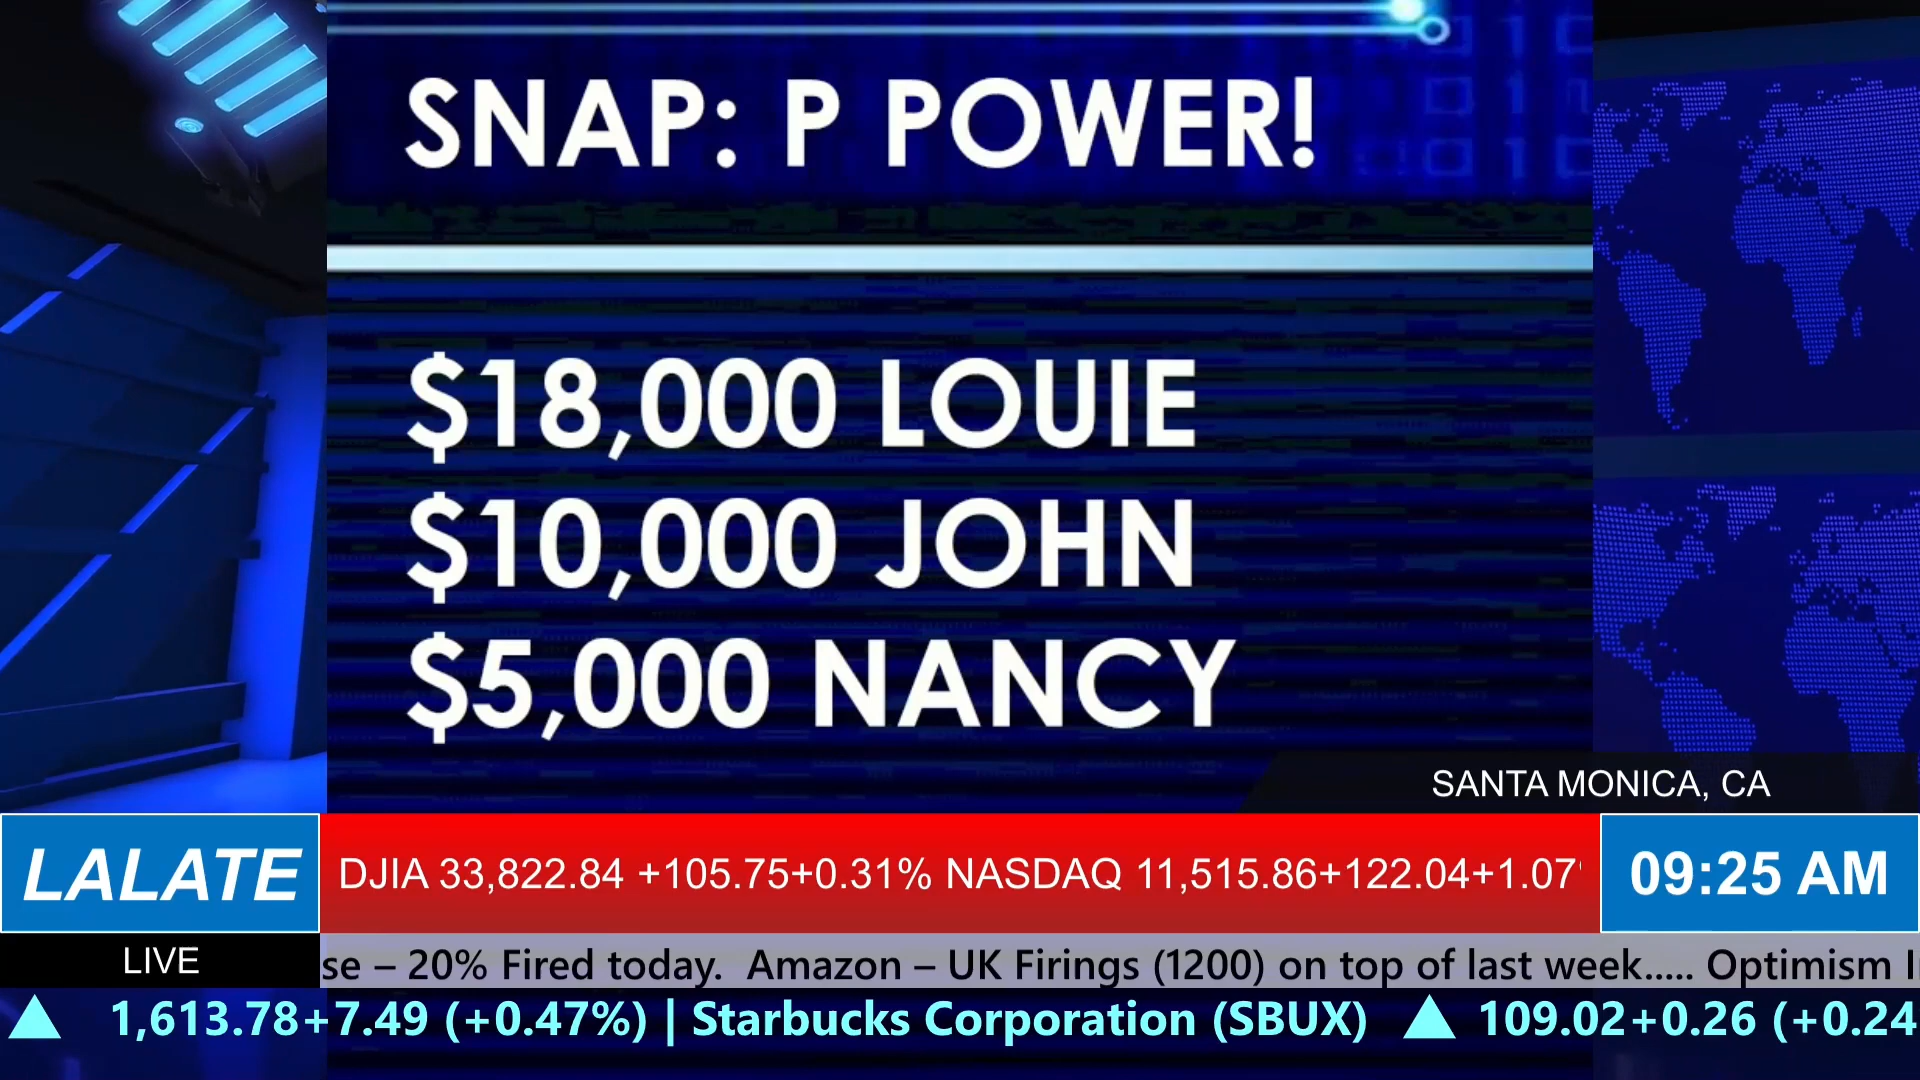 SNAP: P POWER!
$18,000 LOUIE
$10,000 JOHN
$5,000 NANCY
SANTA MONICA, CA
LALATE
DJIA 33,822.84 +105.75+0.31% NASDAQ 11,515.86+122.04+1.07
09:25 AM
LIVE
se – 20% Fired today. Amazon – UK Firings (1200) on top of last week..... Optimism I
▲ 1,613.78+7.49 (+0.47%) | Starbucks Corporation (SBUX) ▲ 109.02+0.26 (+0.24